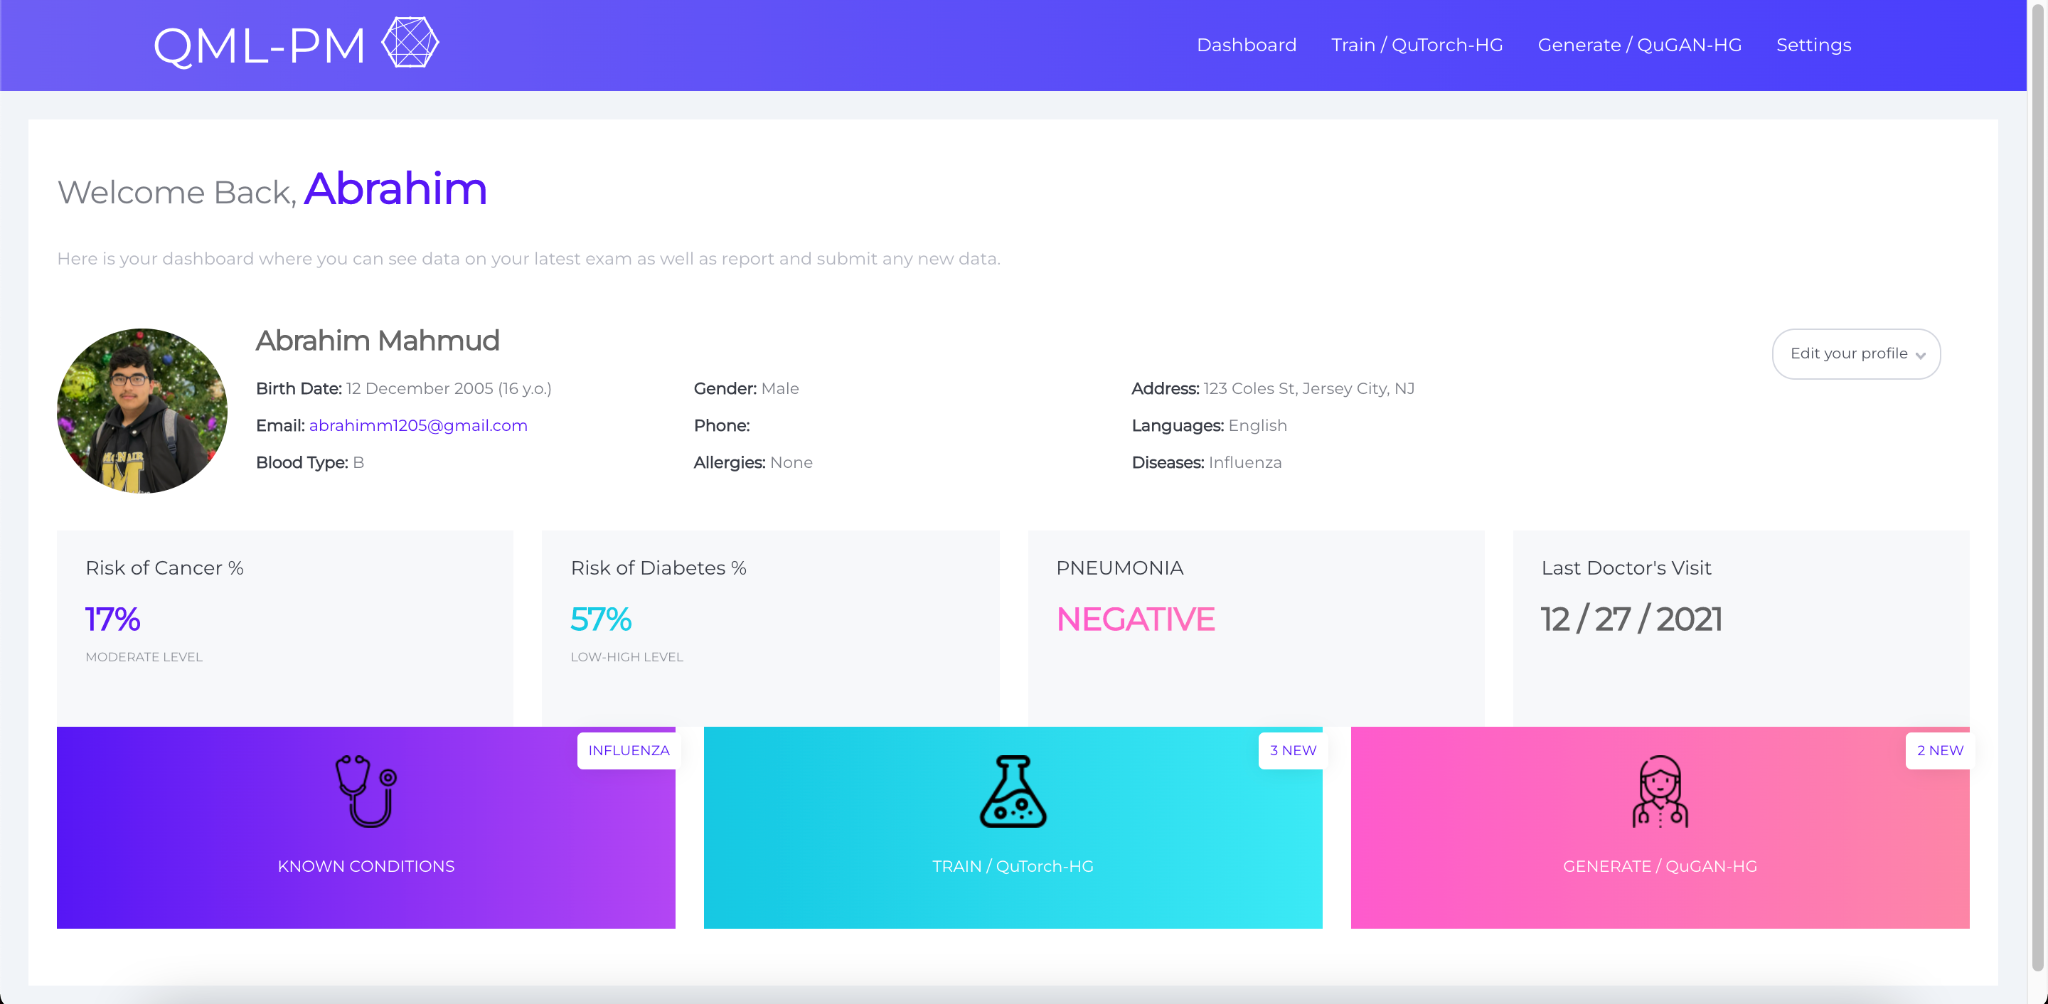 QML-PM
Dashboard Train / QuTorch-HG Generate / QuGAN-HG Settings
Welcome Back, Abrahim
Here is your dashboard where you can see data on your latest exam as well as report and submit any new data.
Abrahim Mahmud
Edit your profile
Birth Date: 12 December 2005 (16 y.o.) Gender: Male Address: 123 Coles St, Jersey City, NJ
Email: abrahimm1205@gmail.com Phone: Languages: English
Blood Type: B Allergies: None Diseases: Influenza
Risk of Cancer %
17%
MODERATE LEVEL
Risk of Diabetes %
57%
LOW-HIGH LEVEL
PNEUMONIA
NEGATIVE
Last Doctor's Visit
12 / 27 / 2021
INFLUENZA
KNOWN CONDITIONS
3 NEW
TRAIN / QuTorch-HG
2 NEW
GENERATE / QuGAN-HG